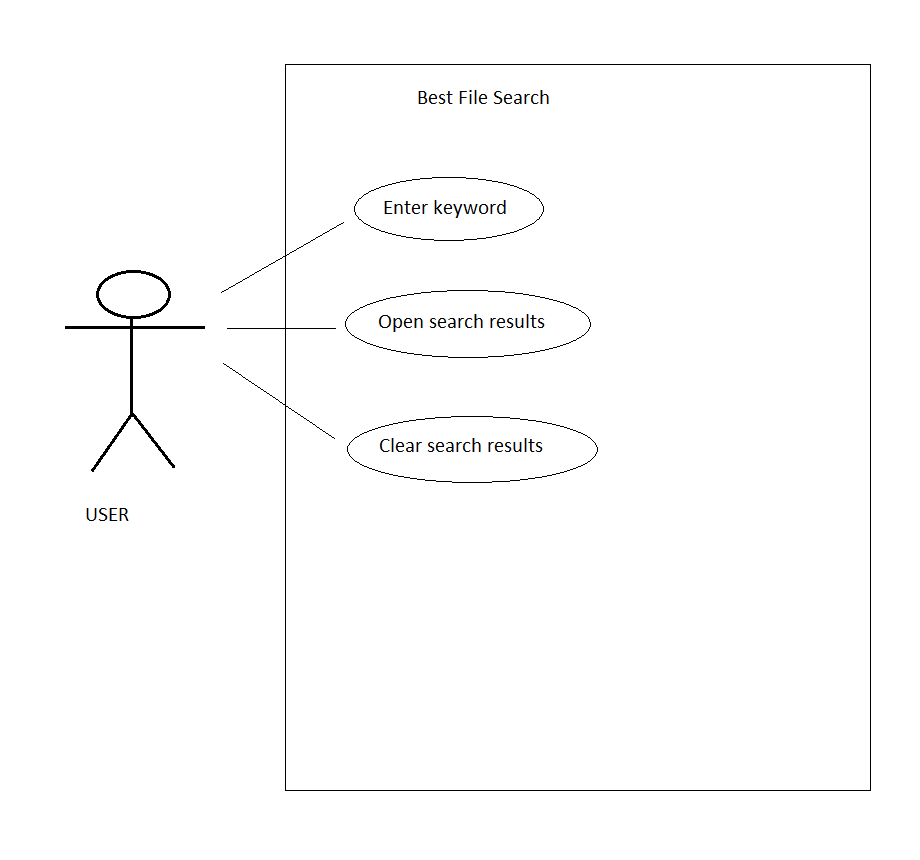 Best File Search
Enter keyword
Open search results
Clear search results
USER